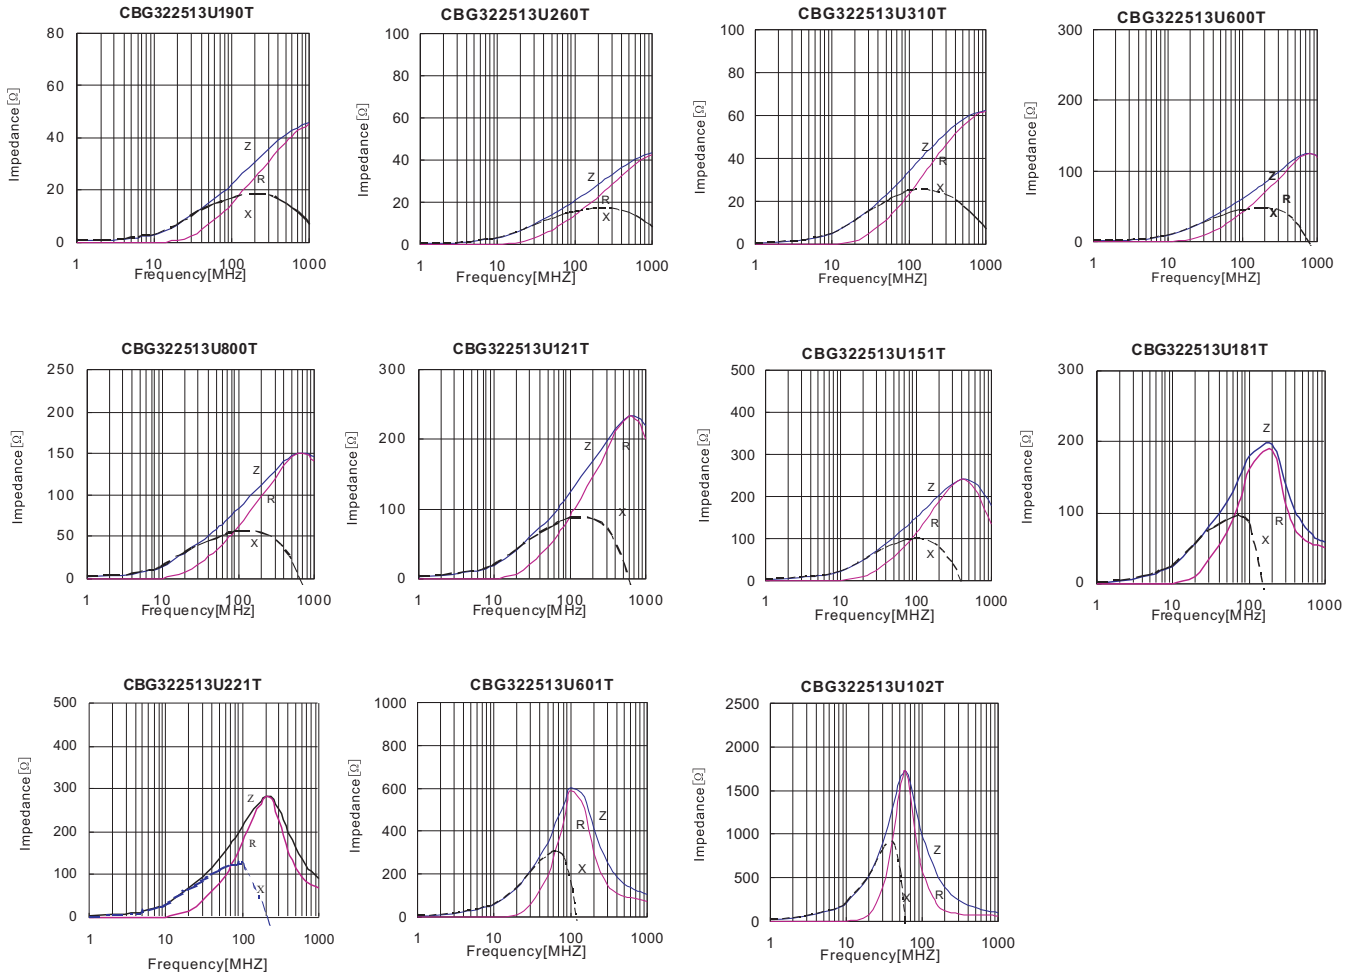 CBG322513U190T
80
60
40
20
0
Impedance[Ω]
Z
R
X
1 10 100 1000
Frequency[MHz]
CBG322513U260T
100
80
60
40
20
0
Impedance[Ω]
Z
R
X
1 10 100 1000
Frequency[MHZ]
CBG322513U310T
100
80
60
40
20
0
Impedance[Ω]
Z
R
X
1 10 100 1000
Frequency[MHZ]
CBG322513U600T
300
200
100
0
Impedance[Ω]
Z
R
X
1 10 100 1000
Frequency[MHZ]
CBG322513U800T
250
200
150
100
50
0
Impedance[Ω]
Z
R
X
1 10 100 1000
Frequency[MHZ]
CBG322513U121T
300
200
100
0
Impedance[Ω]
Z R
X
1 10 100 1000
Frequency[MHZ]
CBG322513U151T
500
400
300
200
100
0
Impedance[Ω]
Z
R
X
1 10 100 1000
Frequency[MHZ]
CBG322513U181T
300
200
100
0
Impedance[Ω]
Z
R
X
1 10 100 1000
Frequency[MHZ]
CBG322513U221T
500
400
300
200
100
0
Impedance[Ω]
Z
R
X
1 10 100 1000
Frequency[MHZ]
CBG322513U601T
1000
800
600
400
200
0
Impedance[Ω]
Z
R
X
1 10 100 1000
Frequency[MHZ]
CBG322513U102T
2500
2000
1500
1000
500
0
Impedance[Ω]
Z
X R
1 10 100 1000
Frequency[MHZ]